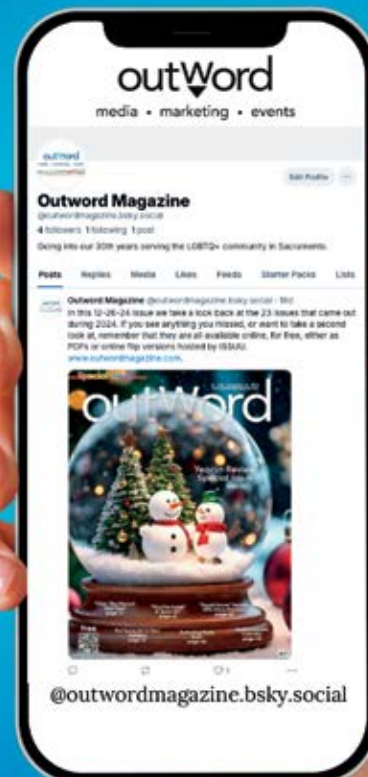 outword
media • marketing • events
outword
Edit Profile
Outword Magazine
@outwordmagazine.bsky.social
4 followers 1 following 1 post
Going into our 30th years serving the LGBTQ+ community in Sacramento.
Posts Replies Media Likes Feeds Starter Packs Lists
Outword Magazine @outwordmagazine.bsky.social
In this 12-26-24 issue we take a look back at the 23 issues that came out
during 2024. If you see anything you missed, or want to take a second
look at, remember that they are all available online, for free, either as
PDFs or online flip versions hosted by ISSUU.
www.outwordmagazine.com.
outword
Year in Review
Special Issue
Free
@outwordmagazine.bsky.social